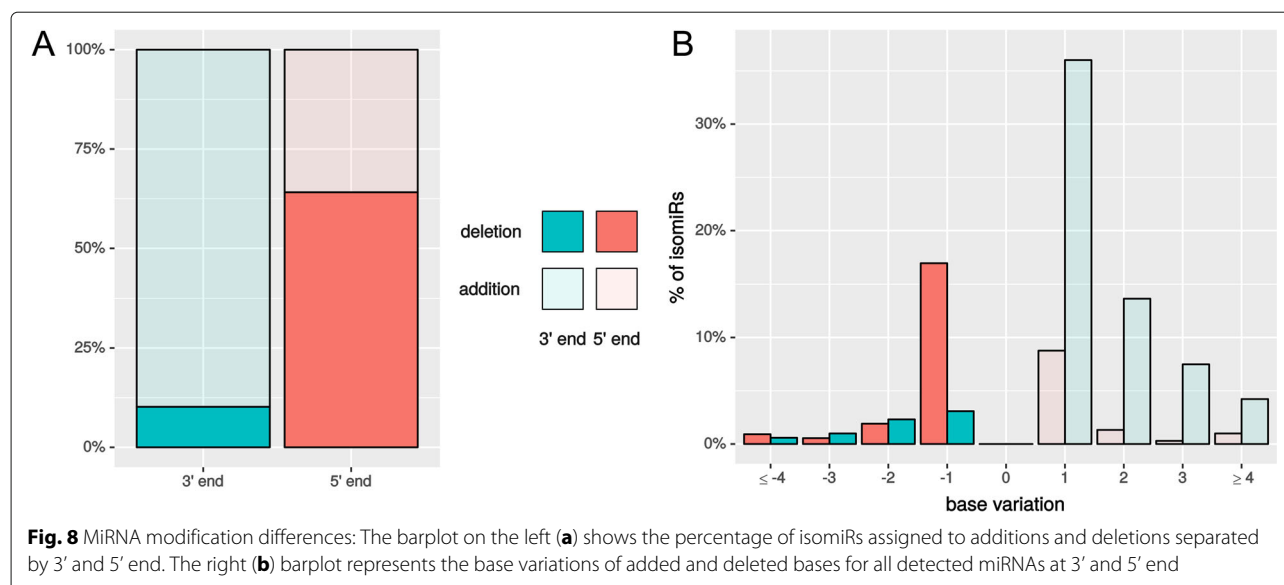 A
100%
75%
50%
25%
0%
3' end
5' end
deletion
addition
3' end 5' end
B
% of isomiRs
30%
20%
10%
0%
≤ -4
-3
-2
-1
0
1
2
3
≥ 4
base variation
Fig. 8 MiRNA modification differences: The barplot on the left (a) shows the percentage of isomiRs assigned to additions and deletions separated
by 3’ and 5’ end. The right (b) barplot represents the base variations of added and deleted bases for all detected miRNAs at 3’ and 5’ end